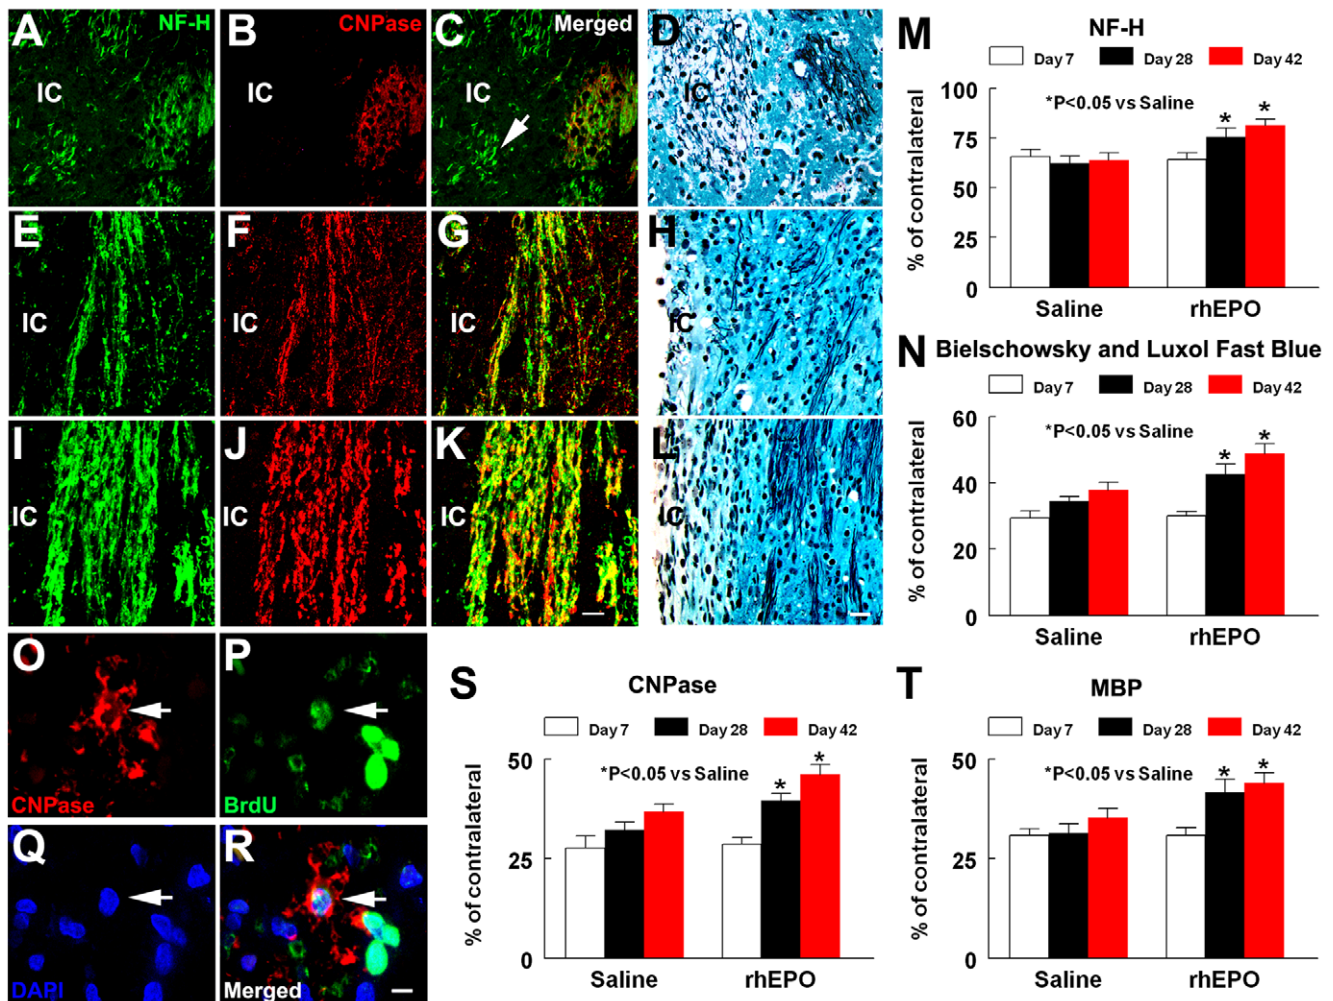 A NF-H
B CNPase
C Merged
D
IC
IC
IC
IC
E
F
G
H
IC
IC
IC
IC
I
J
K
L
IC
IC
IC
IC
M NF-H
Day 7 Day 28 Day 42
*P<0.05 vs Saline
% of contralateral
100
75
50
25
0
* *
Saline rhEPO
N Bielschowsky and Luxol Fast Blue
Day 7 Day 28 Day 42
*P<0.05 vs Saline
% of contralateral
60
40
20
0
* *
Saline rhEPO
O
CNPase
P
BrdU
Q
DAPI
R
Merged
S CNPase
Day 7 Day 28 Day 42
*P<0.05 vs Saline
% of contralateral
50
25
0
* *
Saline rhEPO
T MBP
Day 7 Day 28 Day 42
*P<0.05 vs Saline
% of contralateral
50
25
0
* *
Saline rhEPO